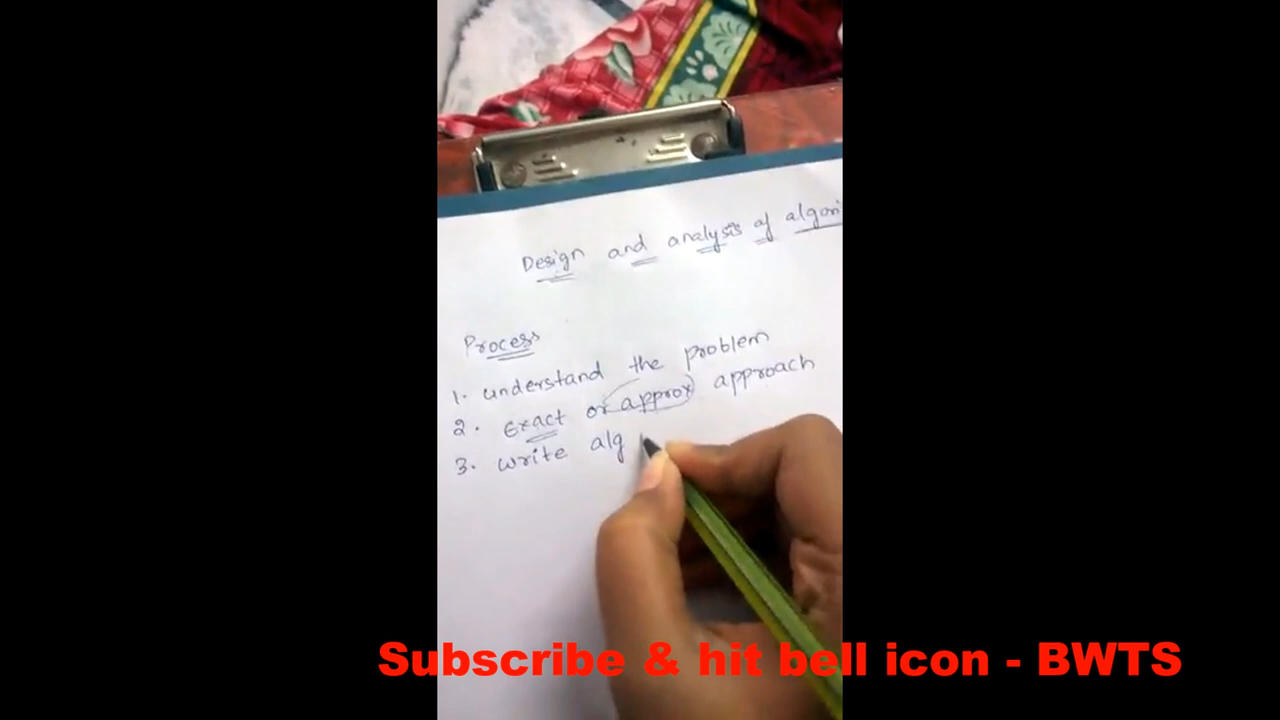 Design and analysis of algori
Process
1. understand the problem
2. Exact or approx approach
3. write alg
Subscribe & hit bell icon - BWTS